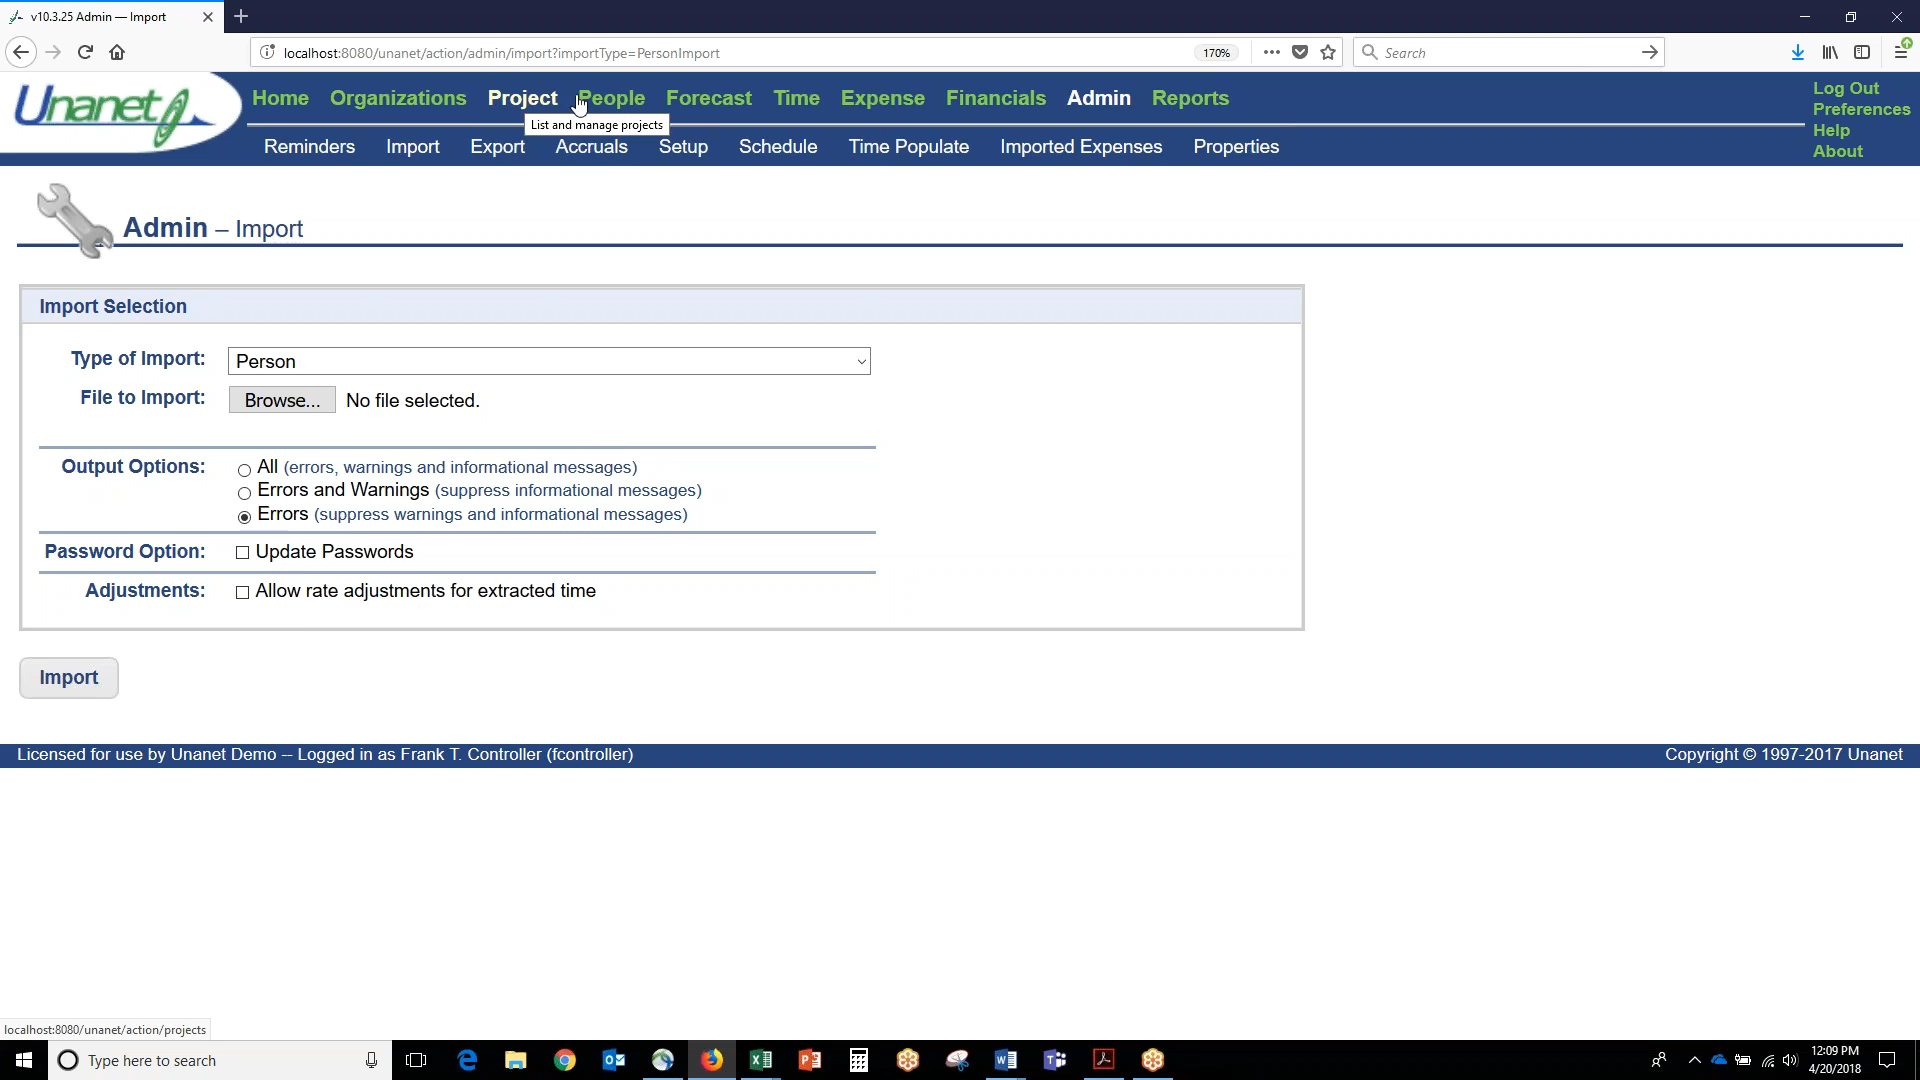 v10.3.25 Admin — Import
localhost:8080/unanet/action/admin/import?importType=PersonImport
170%
Search
Unanet
Home Organizations Project People Forecast Time Expense Financials Admin Reports
List and manage projects
Reminders Import Export Accruals Setup Schedule Time Populate Imported Expenses Properties
Log Out
Preferences
Help
About
Admin – Import
Import Selection
Type of Import: Person
File to Import: Browse... No file selected.
Output Options: All (errors, warnings and informational messages)
Errors and Warnings (suppress informational messages)
Errors (suppress warnings and informational messages)
Password Option: Update Passwords
Adjustments: Allow rate adjustments for extracted time
Import
Licensed for use by Unanet Demo -- Logged in as Frank T. Controller (fcontroller)
Copyright © 1997-2017 Unanet
localhost:8080/unanet/action/projects
Type here to search
12:09 PM
4/20/2018